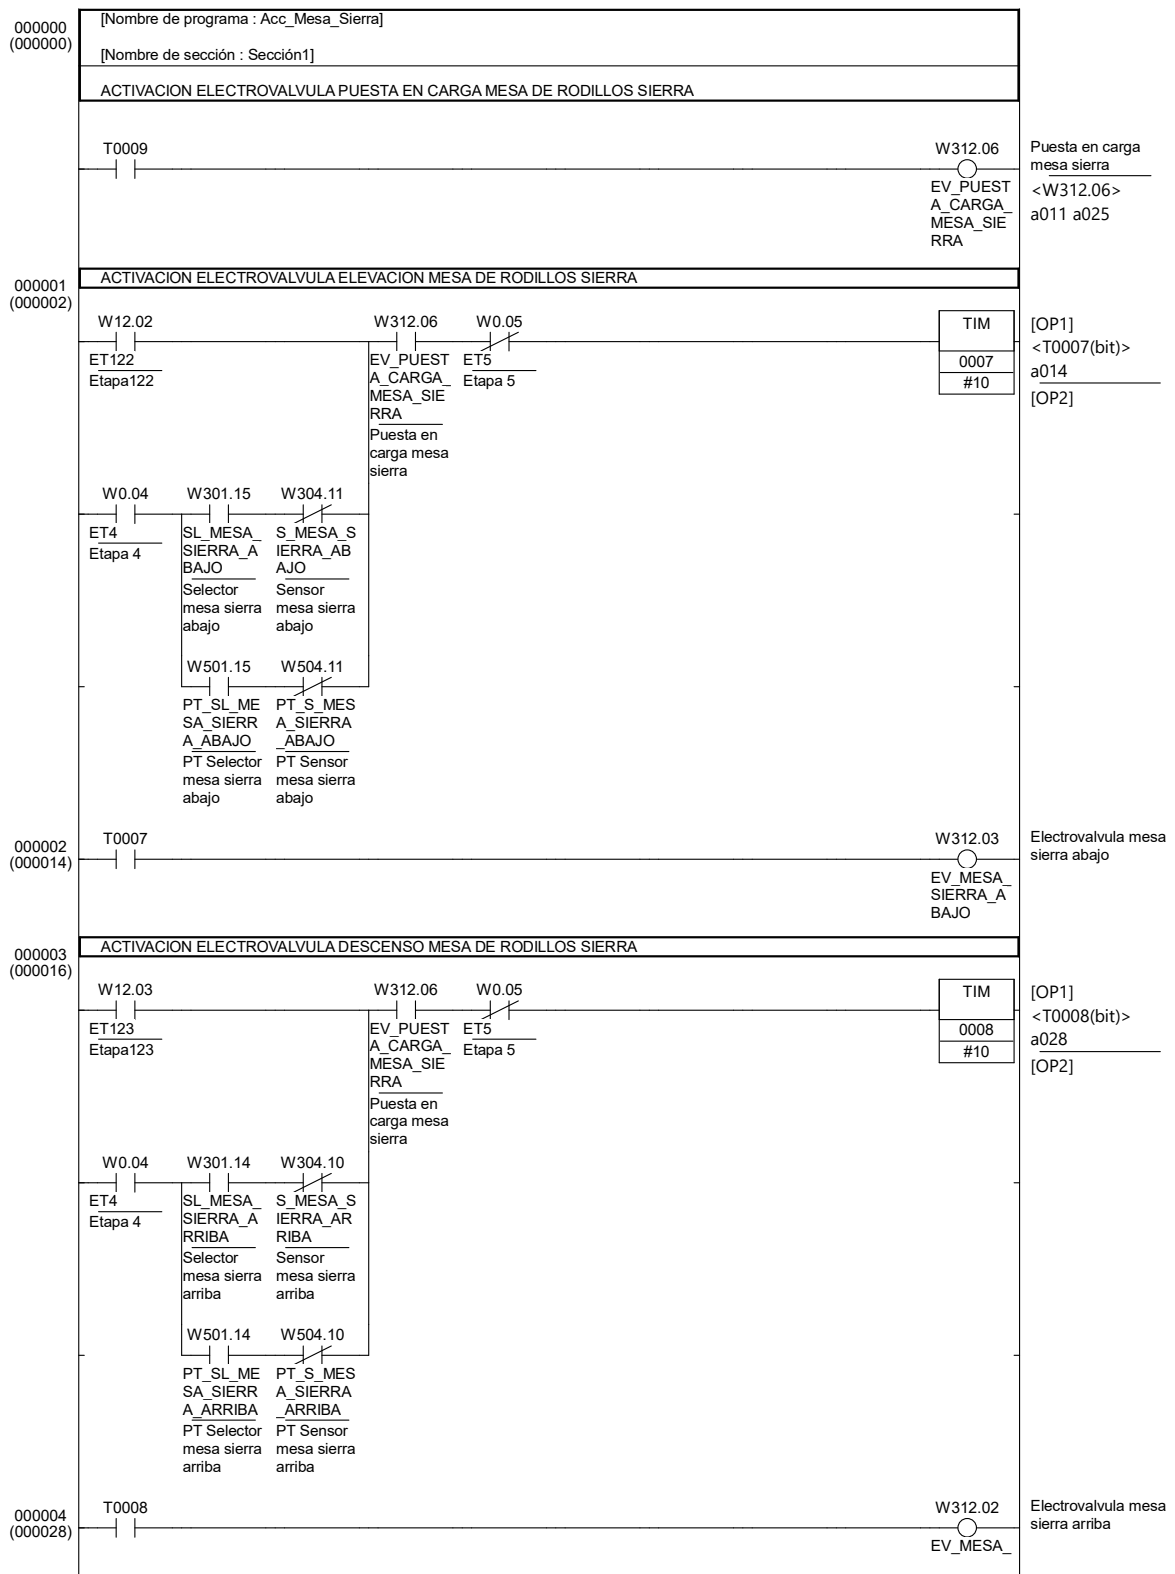 000000
(000000)
[Nombre de programa : Acc_Mesa_Sierra]
[Nombre de sección : Sección1]
ACTIVACION ELECTROVALVULA PUESTA EN CARGA MESA DE RODILLOS SIERRA
T0009
W312.06
EV_PUEST
A_CARGA_
MESA_SIE
RRA
Puesta en carga
mesa sierra
<W312.06>
a011 a025
000001
(000002)
ACTIVACION ELECTROVALVULA ELEVACION MESA DE RODILLOS SIERRA
W12.02
ET122
Etapa122
W312.06
EV_PUEST
A_CARGA_
MESA_SIE
RRA
Puesta en
carga mesa
sierra
W0.05
ET5
Etapa 5
TIM
0007
#10
[OP1]
<T0007(bit)>
a014
[OP2]
W0.04
ET4
Etapa 4
W301.15
SL_MESA_
SIERRA_A
BAJO
Selector
mesa sierra
abajo
W304.11
S_MESA_S
IERRA_AB
AJO
Sensor
mesa sierra
abajo
W501.15
PT_SL_ME
SA_SIERR
A_ABAJO
PT Selector
mesa sierra
abajo
W504.11
PT_S_MES
A_SIERRA
_ABAJO
PT Sensor
mesa sierra
abajo
000002
(000014)
T0007
W312.03
EV_MESA_
SIERRA_A
BAJO
Electrovalvula mesa
sierra abajo
000003
(000016)
ACTIVACION ELECTROVALVULA DESCENSO MESA DE RODILLOS SIERRA
W12.03
ET123
Etapa123
W312.06
EV_PUEST
A_CARGA_
MESA_SIE
RRA
Puesta en
carga mesa
sierra
W0.05
ET5
Etapa 5
TIM
0008
#10
[OP1]
<T0008(bit)>
a028
[OP2]
W0.04
ET4
Etapa 4
W301.14
SL_MESA_
SIERRA_A
RRIBA
Selector
mesa sierra
arriba
W304.10
S_MESA_S
IERRA_AR
RIBA
Sensor
mesa sierra
arriba
W501.14
PT_SL_ME
SA_SIERR
A_ARRIBA
PT Selector
mesa sierra
arriba
W504.10
PT_S_MES
A_SIERRA
_ARRIBA
PT Sensor
mesa sierra
arriba
000004
(000028)
T0008
W312.02
EV_MESA_
Electrovalvula mesa
sierra arriba